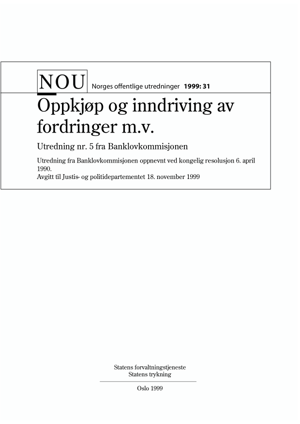 NOU Norges offentlige utredninger 1999: 31
Oppkjøp og inndriving av
fordringer m.v.
Utredning nr. 5 fra Banklovkommisjonen
Utredning fra Banklovkommisjonen oppnevnt ved kongelig resolusjon 6. april
1990.
Avgitt til Justis- og politidepartementet 18. november 1999
Statens forvaltningstjeneste
Statens trykning
Oslo 1999